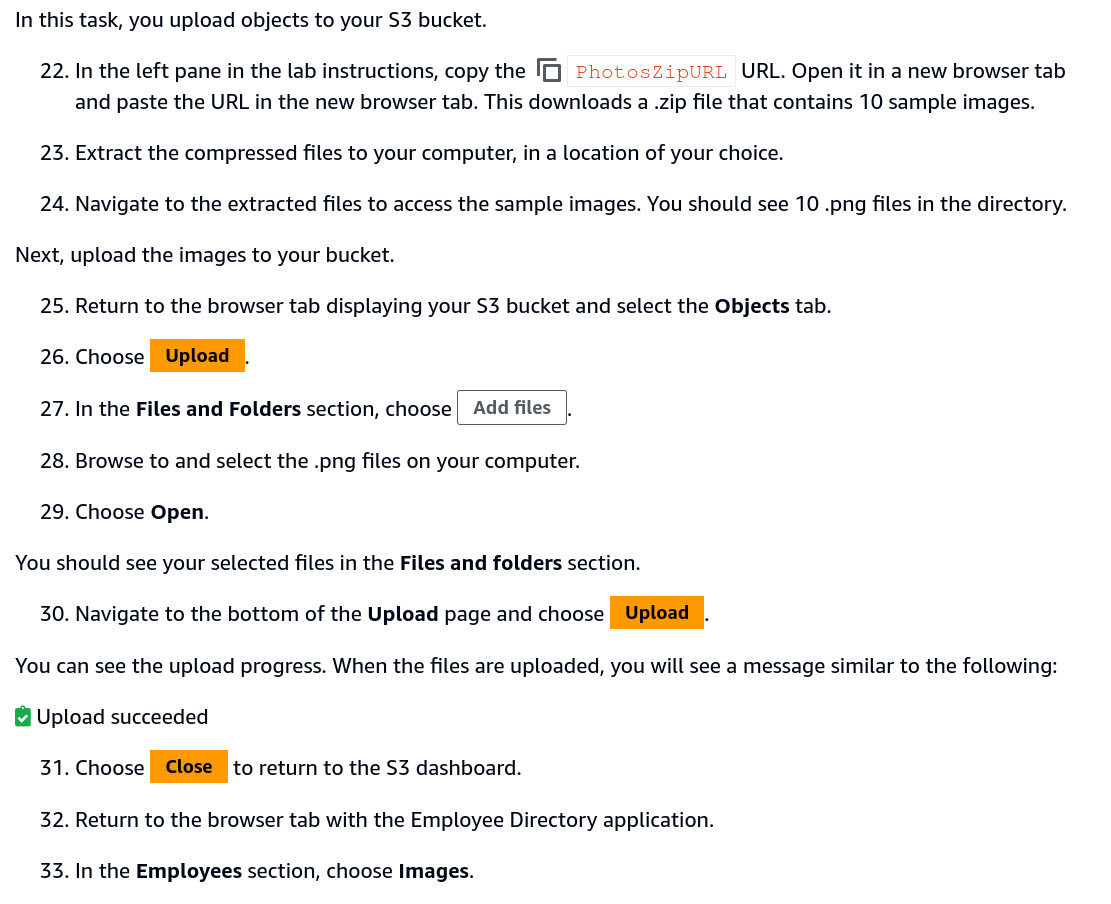 In this task, you upload objects to your S3 bucket.
22. In the left pane in the lab instructions, copy the PhotosZipURL URL. Open it in a new browser tab
and paste the URL in the new browser tab. This downloads a .zip file that contains 10 sample images.
23. Extract the compressed files to your computer, in a location of your choice.
24. Navigate to the extracted files to access the sample images. You should see 10 .png files in the directory.
Next, upload the images to your bucket.
25. Return to the browser tab displaying your S3 bucket and select the Objects tab.
26. Choose Upload.
27. In the Files and Folders section, choose Add files.
28. Browse to and select the .png files on your computer.
29. Choose Open.
You should see your selected files in the Files and folders section.
30. Navigate to the bottom of the Upload page and choose Upload.
You can see the upload progress. When the files are uploaded, you will see a message similar to the following:
Upload succeeded
31. Choose Close to return to the S3 dashboard.
32. Return to the browser tab with the Employee Directory application.
33. In the Employees section, choose Images.